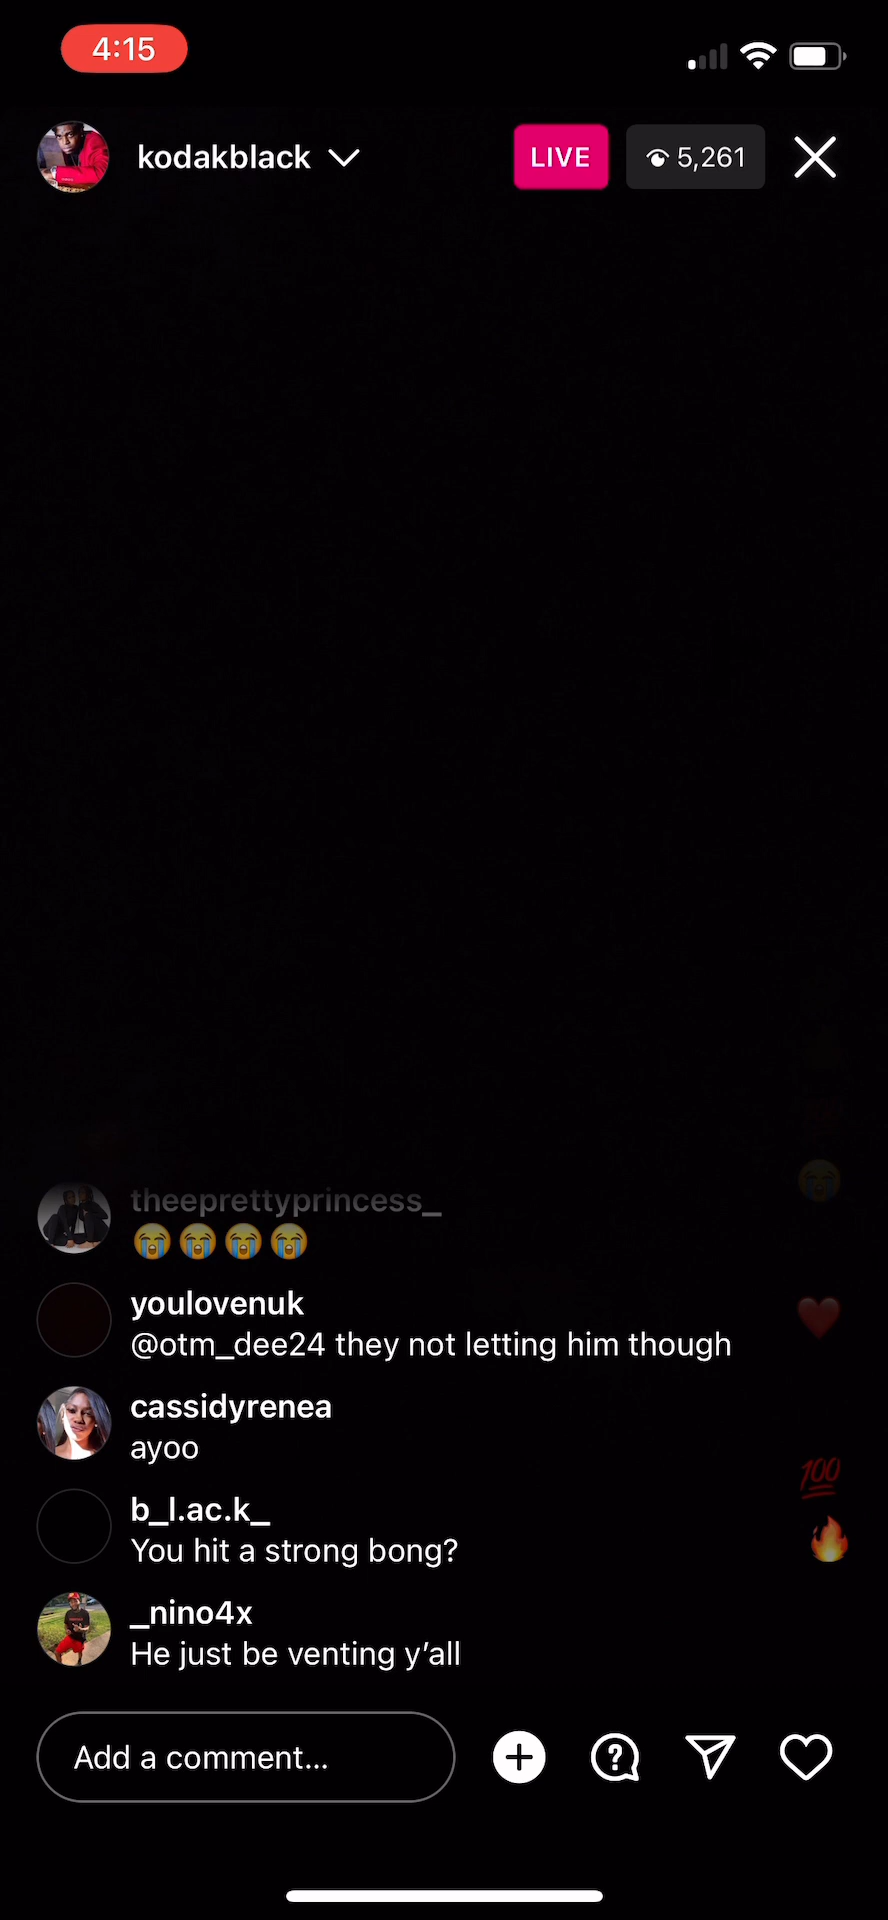 4:15
kodakblack
LIVE
5,261
theeprettyprincess_
😭😭😭😭
youlovenuk
@otm_dee24 they not letting him though
cassidyrenea
ayoo
b_l.ac.k_
You hit a strong bong?
_nino4x
He just be venting y’all
Add a comment...